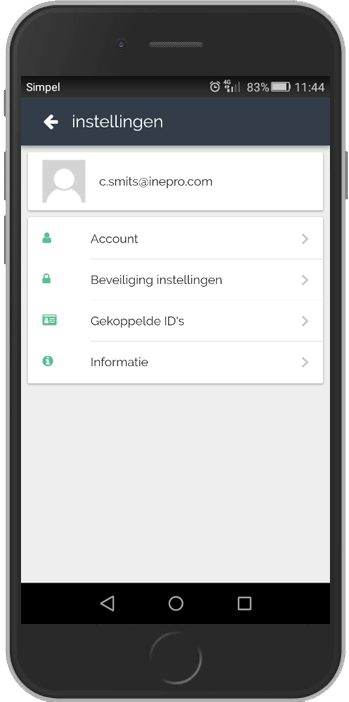 Simpel 4G 83% 11:44
instellingen
c.smits@inepro.com
Account
Beveiliging instellingen
Gekoppelde ID's
Informatie